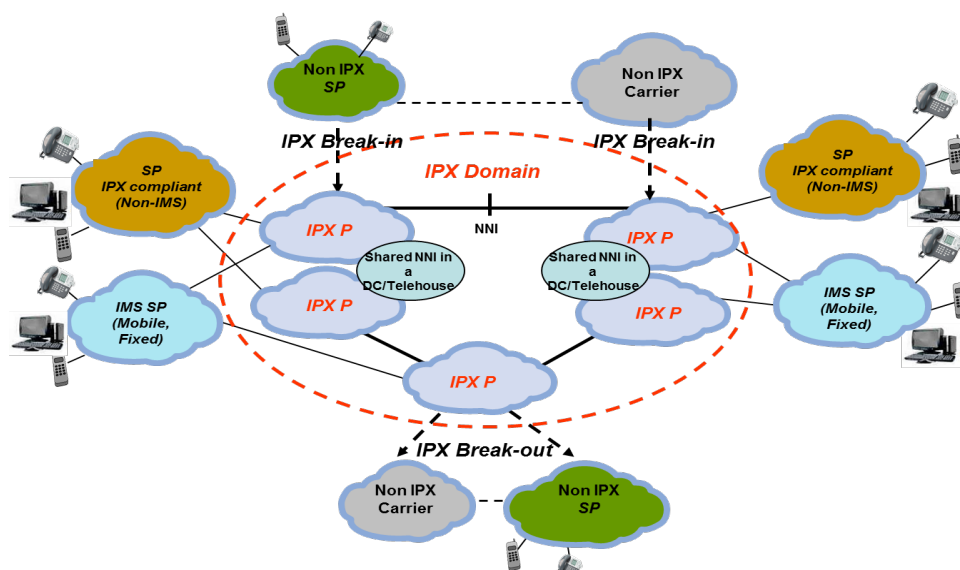 Non IPX
SP
Non IPX
Carrier
IPX Break-in
IPX Break-in
SP
IPX compliant
(Non-IMS)
IPX Domain
SP
IPX compliant
(Non-IMS)
IPX P
NNI
IPX P
Shared NNI in
a
DC/Telehouse
Shared NNI in
a
DC/Telehouse
IMS SP
(Mobile,
Fixed)
IPX P
IPX P
IMS SP
(Mobile,
Fixed)
IPX P
IPX Break-out
Non IPX
Carrier
Non IPX
SP